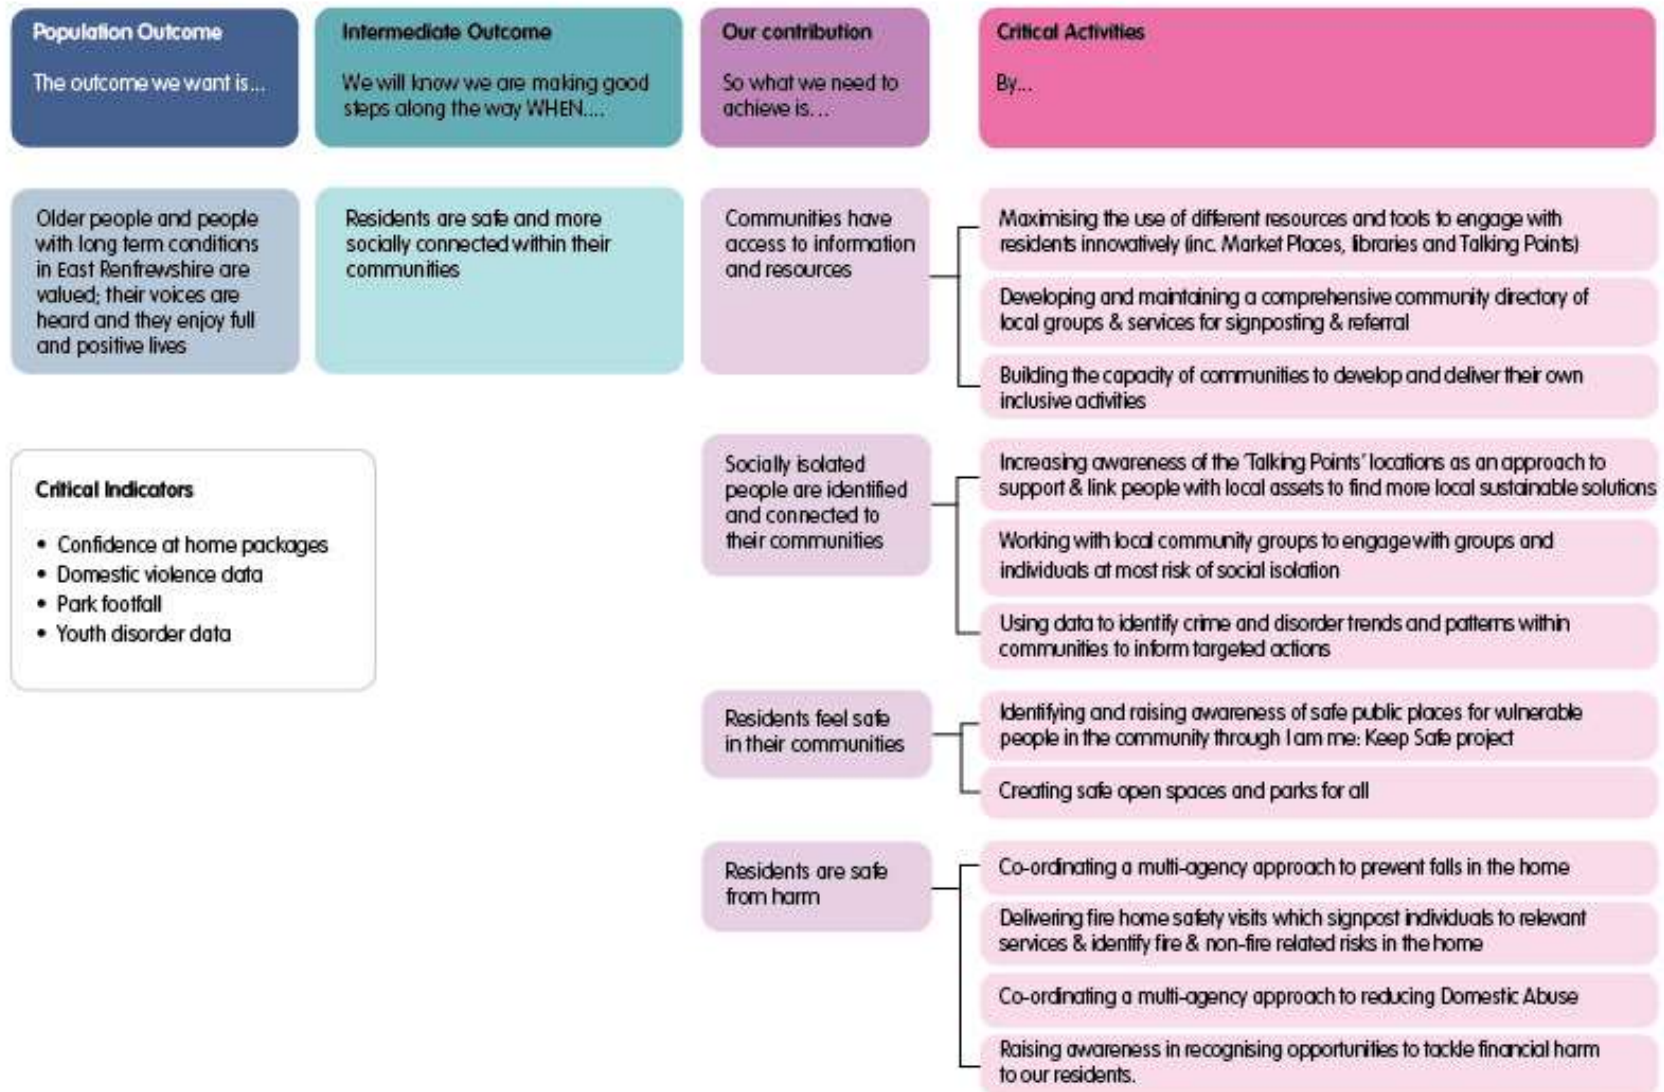 Population Outcome
The outcome we want is...
Intermediate Outcome
We will know we are making good
steps along the way WHEN....
Our contribution
So what we need to
achieve is...
Critical Activities
By...
Older people and people
with long term conditions
in East Renfrewshire are
valued; their voices are
heard and they enjoy full
and positive lives
Residents are safe and more
socially connected within their
communities
Communities have
access to information
and resources
Maximising the use of different resources and tools to engage with
residents innovatively (inc. Market Places, libraries and Talking Points)
Developing and maintaining a comprehensive community directory of
local groups & services for signposting & referral
Building the capacity of communities to develop and deliver their own
inclusive activities
Critical Indicators
• Confidence at home packages
• Domestic violence data
• Park footfall
• Youth disorder data
Socially isolated
people are identified
and connected to
their communities
Increasing awareness of the 'Talking Points' locations as an approach to
support & link people with local assets to find more local sustainable solutions
Working with local community groups to engage with groups and
individuals at most risk of social isolation
Using data to identify crime and disorder trends and patterns within
communities to inform targeted actions
Residents feel safe
in their communities
Identifying and raising awareness of safe public places for vulnerable
people in the community through I am me: Keep Safe project
Creating safe open spaces and parks for all
Residents are safe
from harm
Co-ordinating a multi-agency approach to prevent falls in the home
Delivering fire home safety visits which signpost individuals to relevant
services & identify fire & non-fire related risks in the home
Co-ordinating a multi-agency approach to reducing Domestic Abuse
Raising awareness in recognising opportunities to tackle financial harm
to our residents.